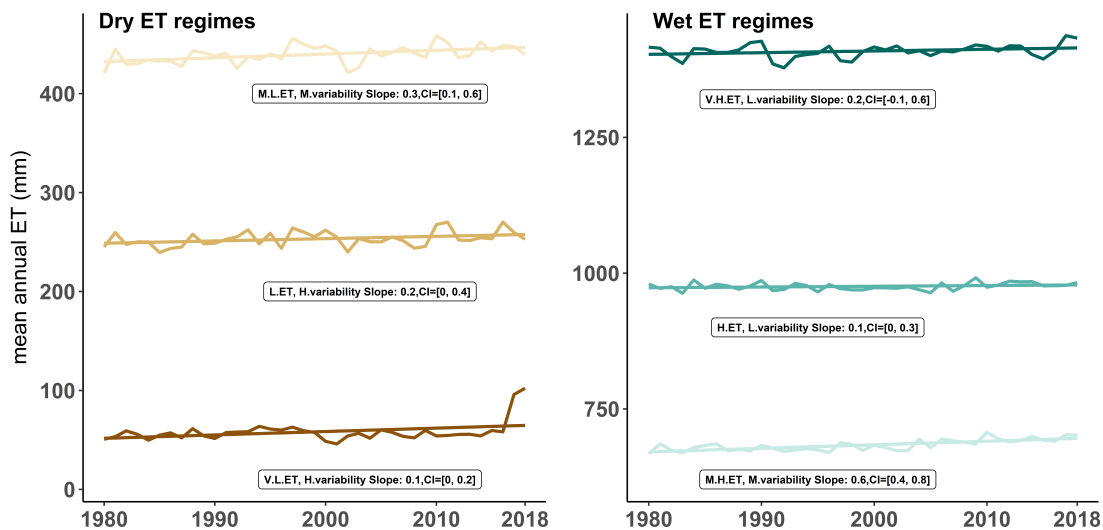 Dry ET regimes
Wet ET regimes
mean annual ET (mm)
400
300
200
100
0
M.L.ET, M.variability Slope: 0.3,CI=[0.1, 0.6]
L.ET, H.variability Slope: 0.2,CI=[0, 0.4]
V.L.ET, H.variability Slope: 0.1,CI=[0, 0.2]
1980 1990 2000 2010 2018
1250
1000
750
V.H.ET, L.variability Slope: 0.2,CI=[-0.1, 0.6]
H.ET, L.variability Slope: 0.1,CI=[0, 0.3]
M.H.ET, M.variability Slope: 0.6,CI=[0.4, 0.8]
1980 1990 2000 2010 2018